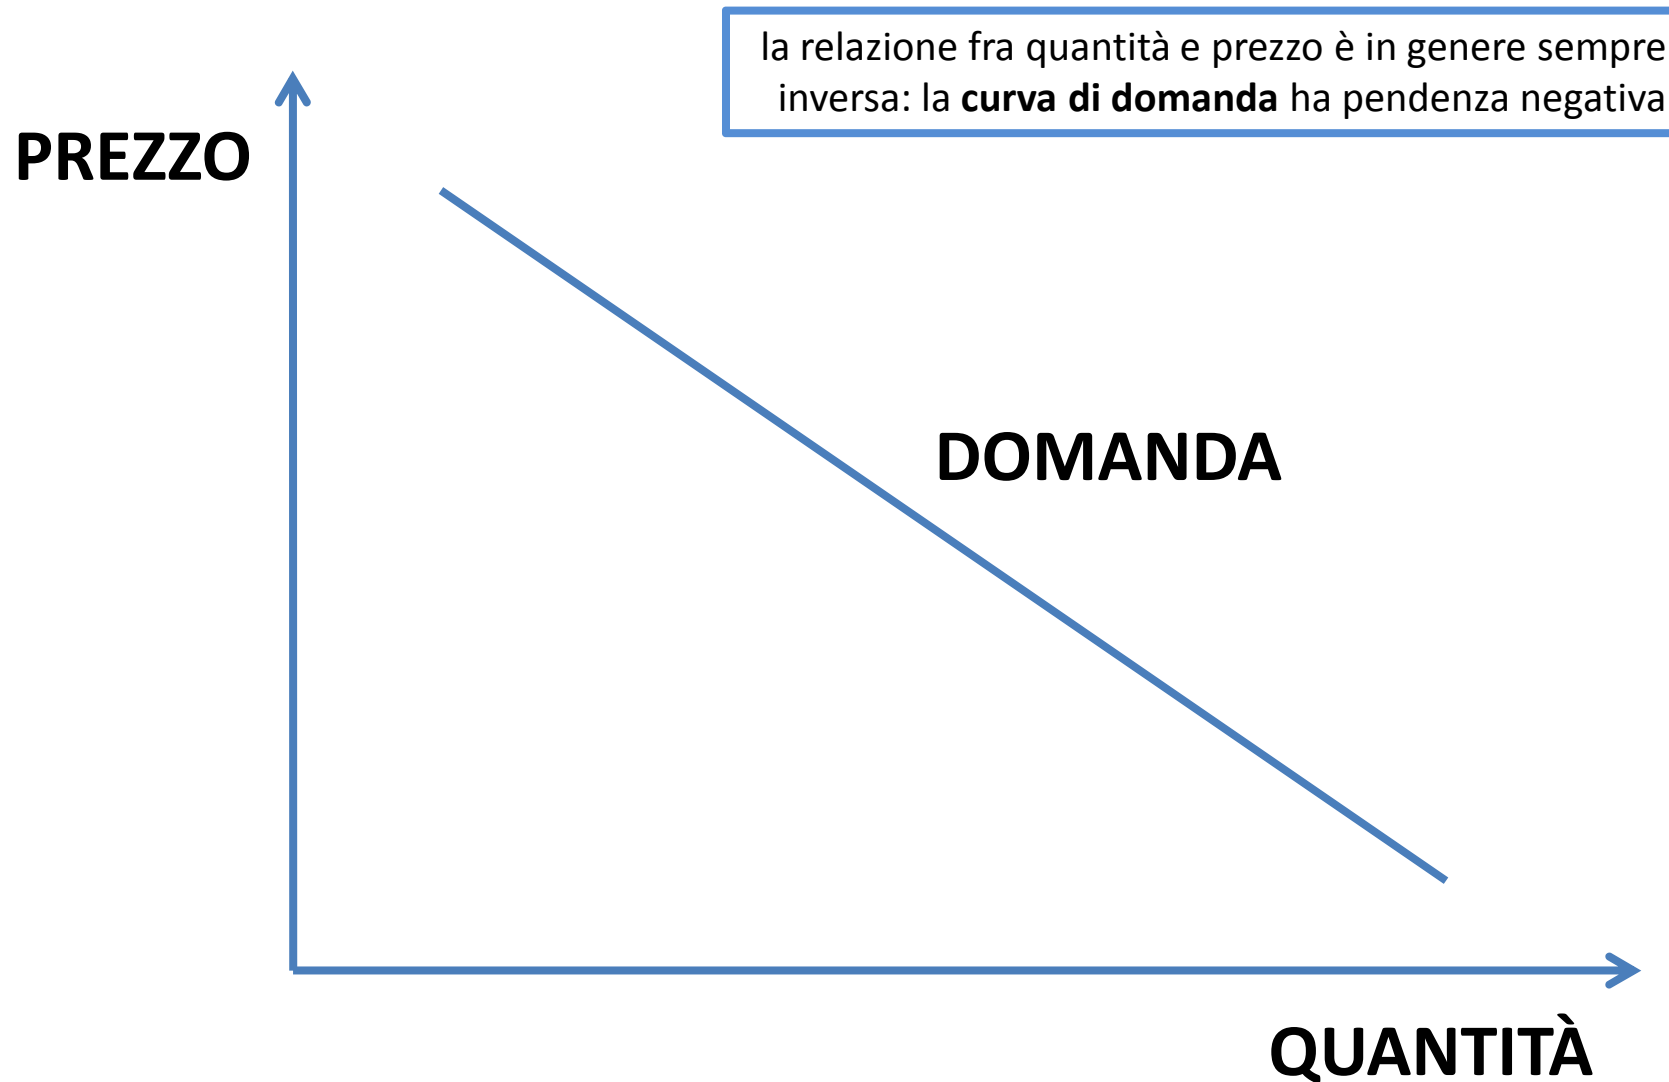 la relazione fra quantità e prezzo è in genere sempre
inversa: la curva di domanda ha pendenza negativa
PREZZO
DOMANDA
QUANTITÀ